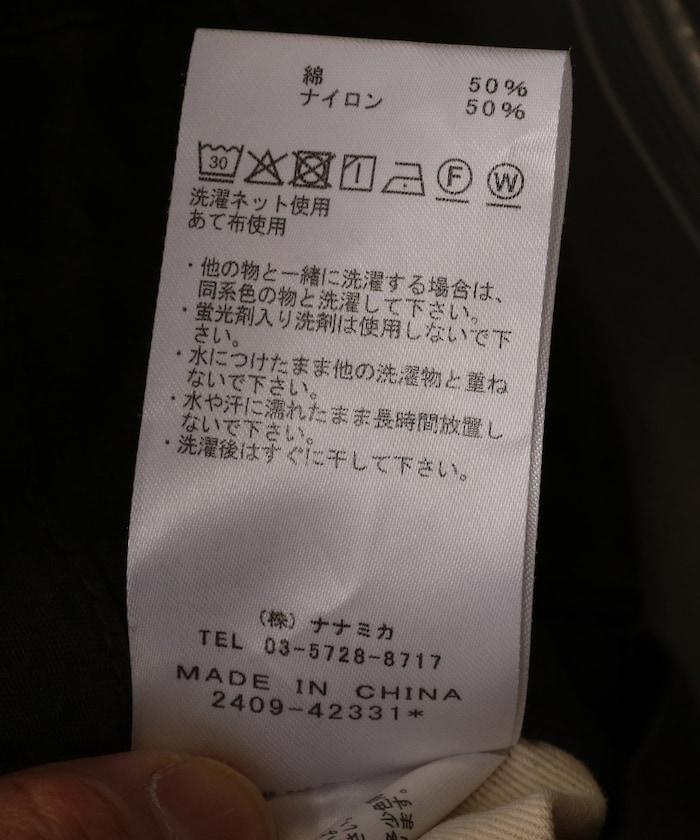 綿 50%
ナイロン 50%
30 F W
洗濯ネット使用
あて布使用
・他の物と一緒に洗濯する場合は、
同系色の物と洗濯して下さい。
・蛍光剤入り洗剤は使用しないで下
さい。
・水につけたまま他の洗濯物と重ね
ないで下さい。
・水や汗に濡れたまま長時間放置し
ないで下さい。
・洗濯後はすぐに干して下さい。
(株) ナナミカ
TEL 03-5728-8717
MADE IN CHINA
2409-42331*